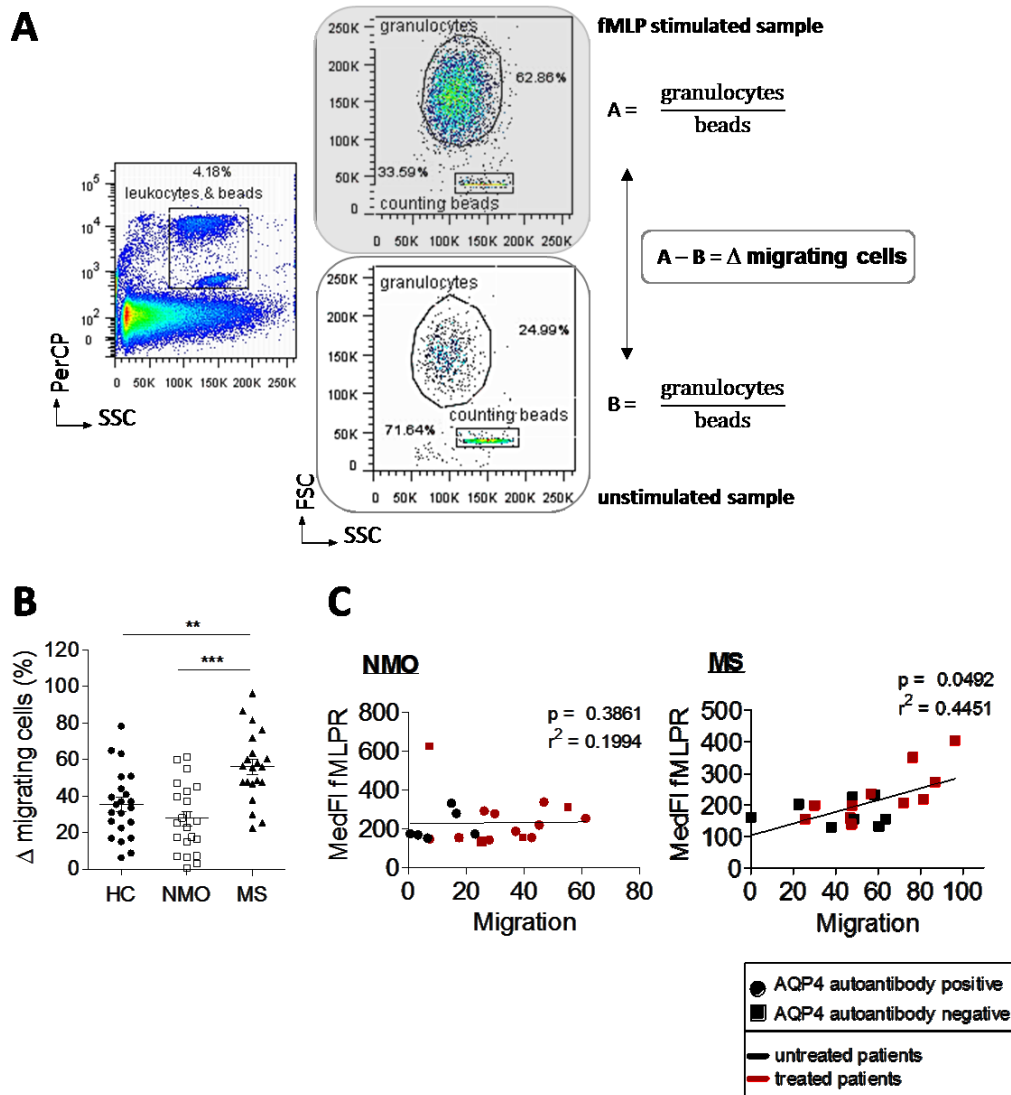 A
fMLP stimulated sample
granulocytes
250K
200K
150K
100K
50K
0
62.86%
33.59%
counting beads
0 50K 100K 150K 200K 250K
A = granulocytes
beads
4.18%
leukocytes & beads
10^5
10^4
10^3
10^2
0
0 50K 100K 150K 200K 250K
PerCP
SSC
A – B = Δ migrating cells
granulocytes
250K
200K
150K
100K
50K
0
24.99%
counting beads
71.64%
0 50K 100K 150K 200K 250K
FSC
SSC
B = granulocytes
beads
unstimulated sample
B
Δ migrating cells (%)
120
100
80
60
40
20
0
**
***
HC NMO MS
C
NMO
p = 0.3861
r² = 0.1994
MedFI fMLPR
800
600
400
200
0
0 20 40 60 80
Migration
MS
p = 0.0492
r² = 0.4451
MedFI fMLPR
500
400
300
200
100
0
0 20 40 60 80 100
Migration
AQP4 autoantibody positive
AQP4 autoantibody negative
untreated patients
treated patients